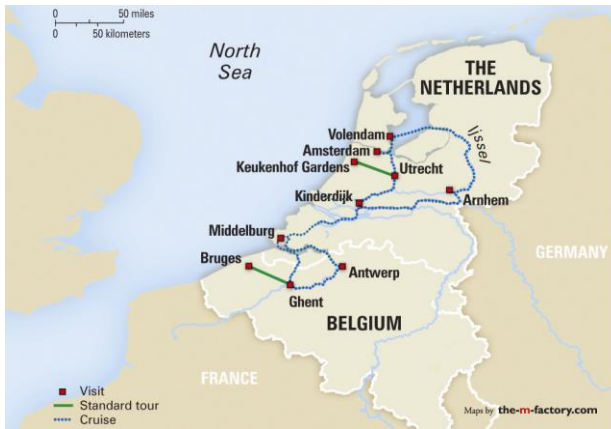 0 50 miles
0 50 kilometers
North
Sea
THE
NETHERLANDS
Volendam
Amsterdam
Keukenhof Gardens
Utrecht
Ijssel
Kinderdijk
Arnhem
Middelburg
Bruges
Antwerp
Ghent
GERMANY
BELGIUM
FRANCE
Visit
Standard tour
Cruise
Maps by the-m-factory.com